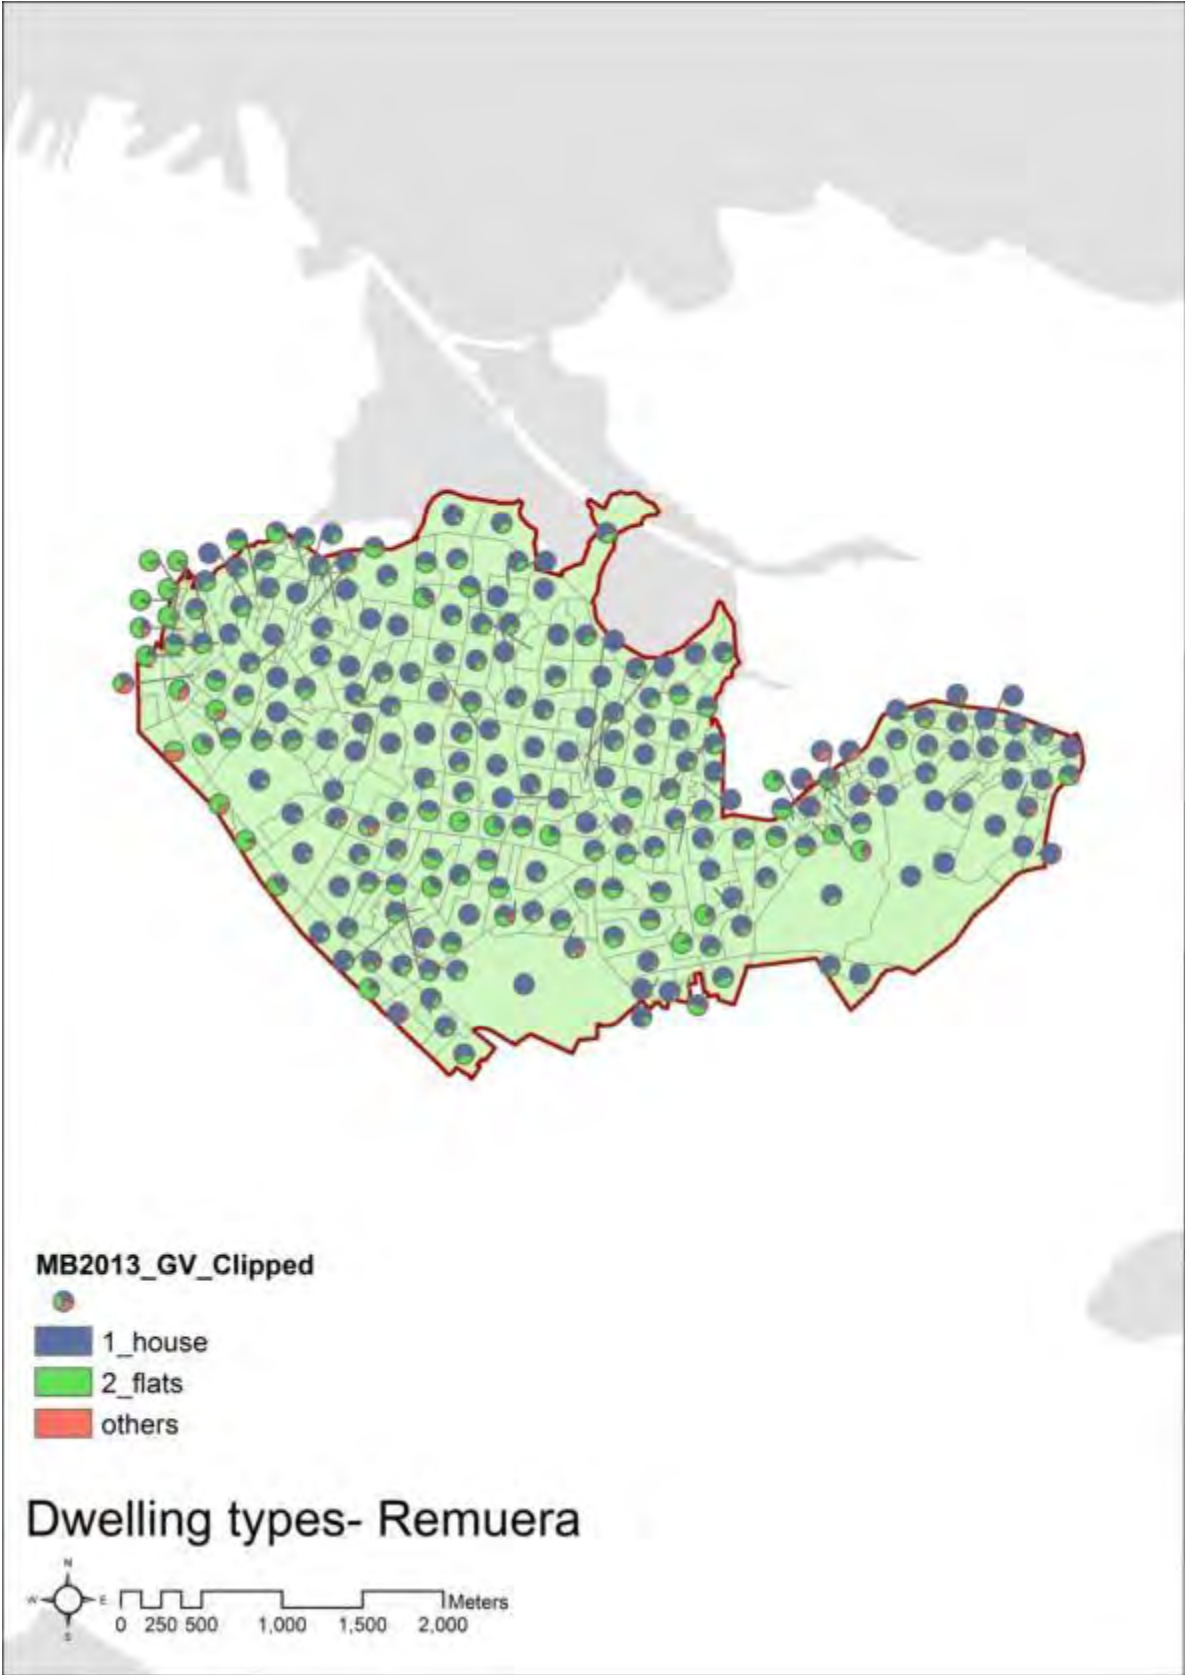 MB2013_GV_Clipped
1_house
2_flats
others
Dwelling types- Remuera
N
W E
S
Meters
0 250 500 1,000 1,500 2,000